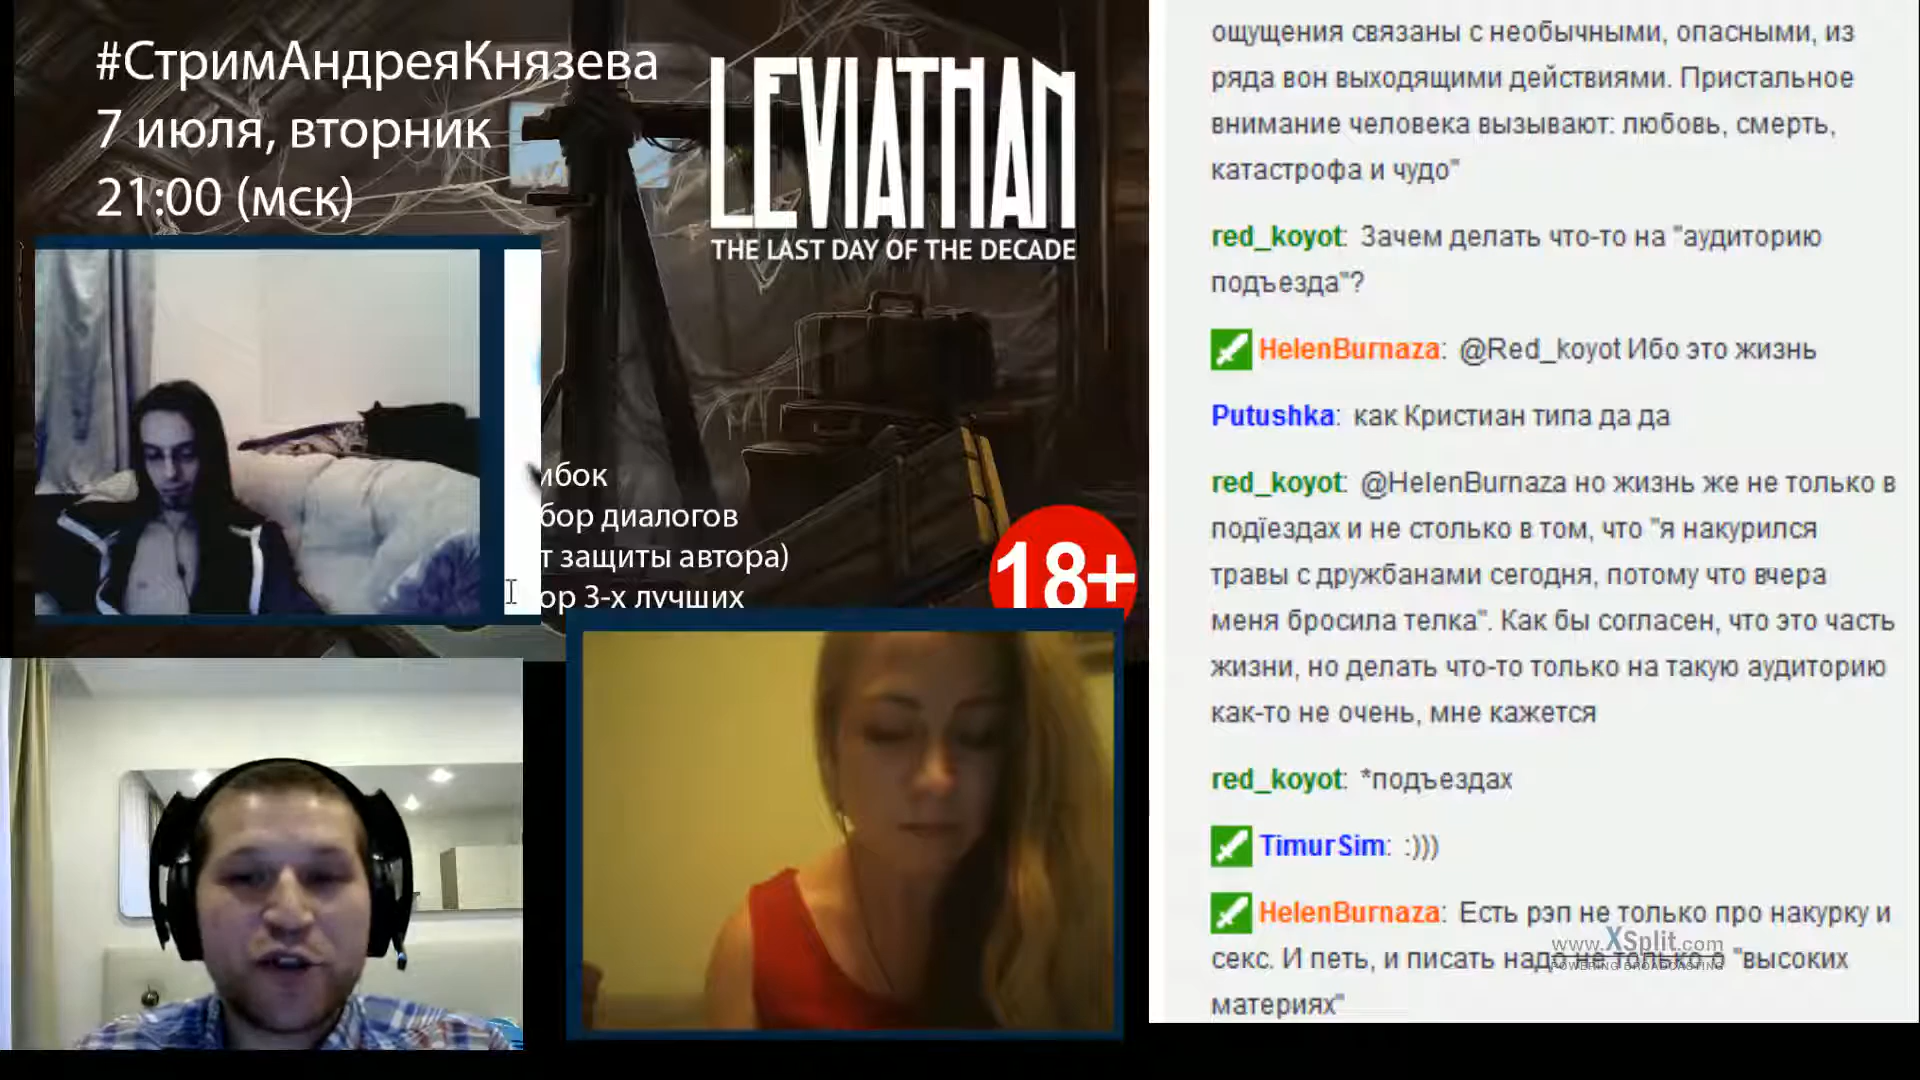 #СтримАндреяКнязева
7 июля, вторник
21:00 (мск)
LEVIATHAN
THE LAST DAY OF THE DECADE
ибок
бор диалогов
т защиты автора)
ор 3-х лучших
18+
ощущения связаны с необычными, опасными, из
ряда вон выходящими действиями. Пристальное
внимание человека вызывают: любовь, смерть,
катастрофа и чудо"
red_koyot: Зачем делать что-то на "аудиторию
подъезда"?
HelenBurnaza: @Red_koyot Ибо это жизнь
Putushka: как Кристиан типа да да
red_koyot: @HelenBurnaza но жизнь же не только в
подїездах и не столько в том, что "я накурился
травы с дружбанами сегодня, потому что вчера
меня бросила телка". Как бы согласен, что это часть
жизни, но делать что-то только на такую аудиторию
как-то не очень, мне кажется
red_koyot: *подъездах
TimurSim: :)))
HelenBurnaza: Есть рэп не только про накурку и
секс. И петь, и писать надо не только о "высоких
материях"
www.XSplit.com
POWERING BROADCASTING